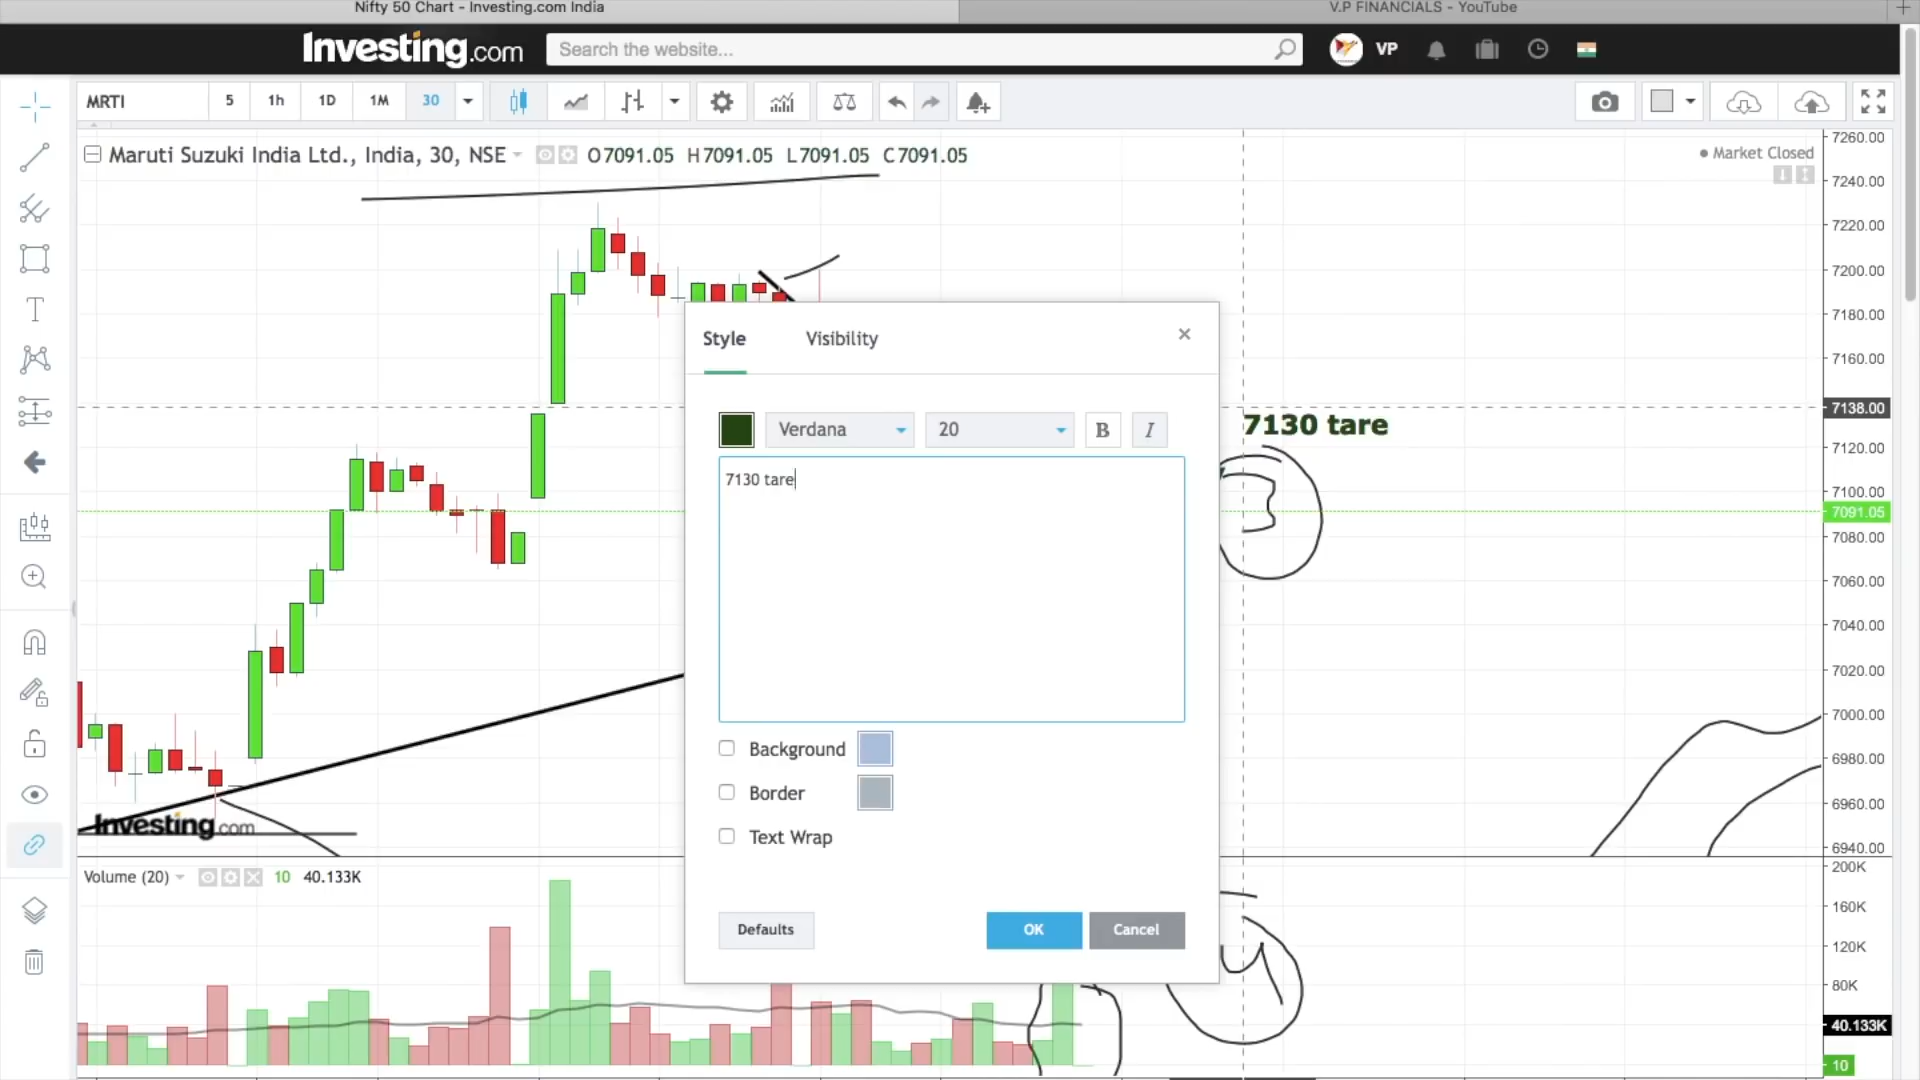 Nifty 50 Chart - Investing.com India
V.P FINANCIALS - YouTube
Investing.com
Search the website...
VP
MRTI
5
1h
1D
1M
30
Maruti Suzuki India Ltd., India, 30, NSE
O7091.05 H7091.05 L7091.05 C7091.05
Market Closed
7260.00
7240.00
7220.00
7200.00
7180.00
7160.00
7138.00
7120.00
7100.00
7091.05
7080.00
7060.00
7040.00
7020.00
7000.00
6980.00
6960.00
6940.00
Style
Visibility
Verdana
20
B
I
7130 tare
7130 tare
3
Background
Border
Text Wrap
Defaults
OK
Cancel
Investing.com
Volume (20)
10
40.133K
200K
160K
120K
80K
40.133K
10
4